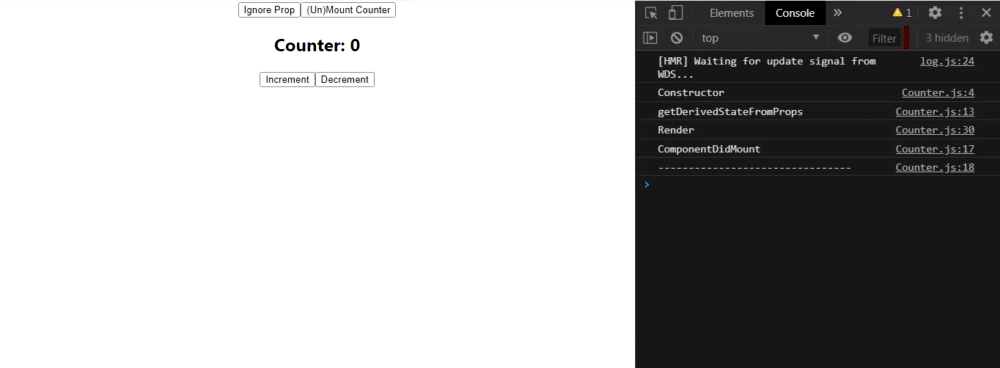 Ignore Prop (Un)Mount Counter
Counter: 0
Increment Decrement
Elements Console » 1
top Filter 3 hidden
[HMR] Waiting for update signal from log.js:24
WDS...
Constructor Counter.js:4
getDerivedStateFromProps Counter.js:13
Render Counter.js:30
ComponentDidMount Counter.js:17
-------------------------------- Counter.js:18